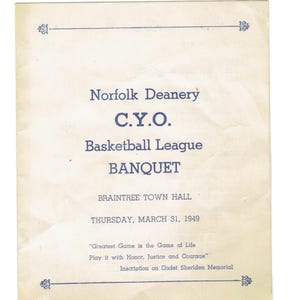 Norfolk Deanery
C.Y.O.
Basketball League
BANQUET
BRAINTREE TOWN HALL
THURSDAY, MARCH 31, 1949
"Greatest Game is the Game of Life
Play it with Honor, Justice and Courage"
Inscription on Cadet Sheridan Memorial